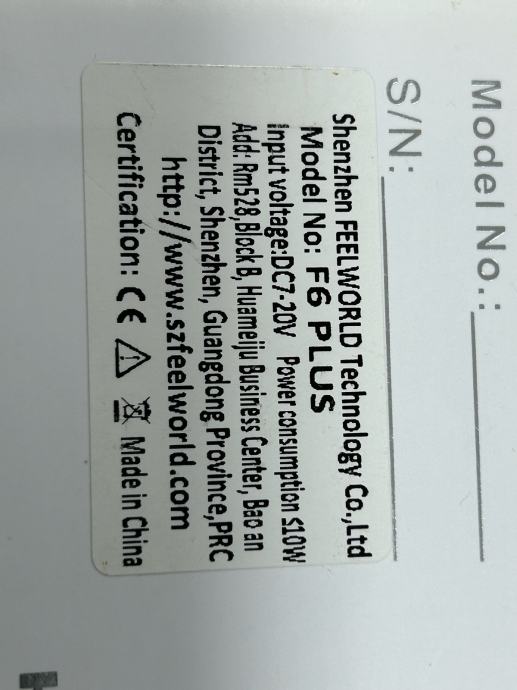 Model No.:
S/N:
Shenzhen FEELWORLD Technology Co.,Ltd
Model No: F6 PLUS
Input voltage:DC7-20V Power consumption ≤10W
Add: Rm528,Block B, Huameiju Business Center, Bao an
District, Shenzhen, Guangdong Province,PRC
http://www.szfeelworld.com
Certification: CE Made in China